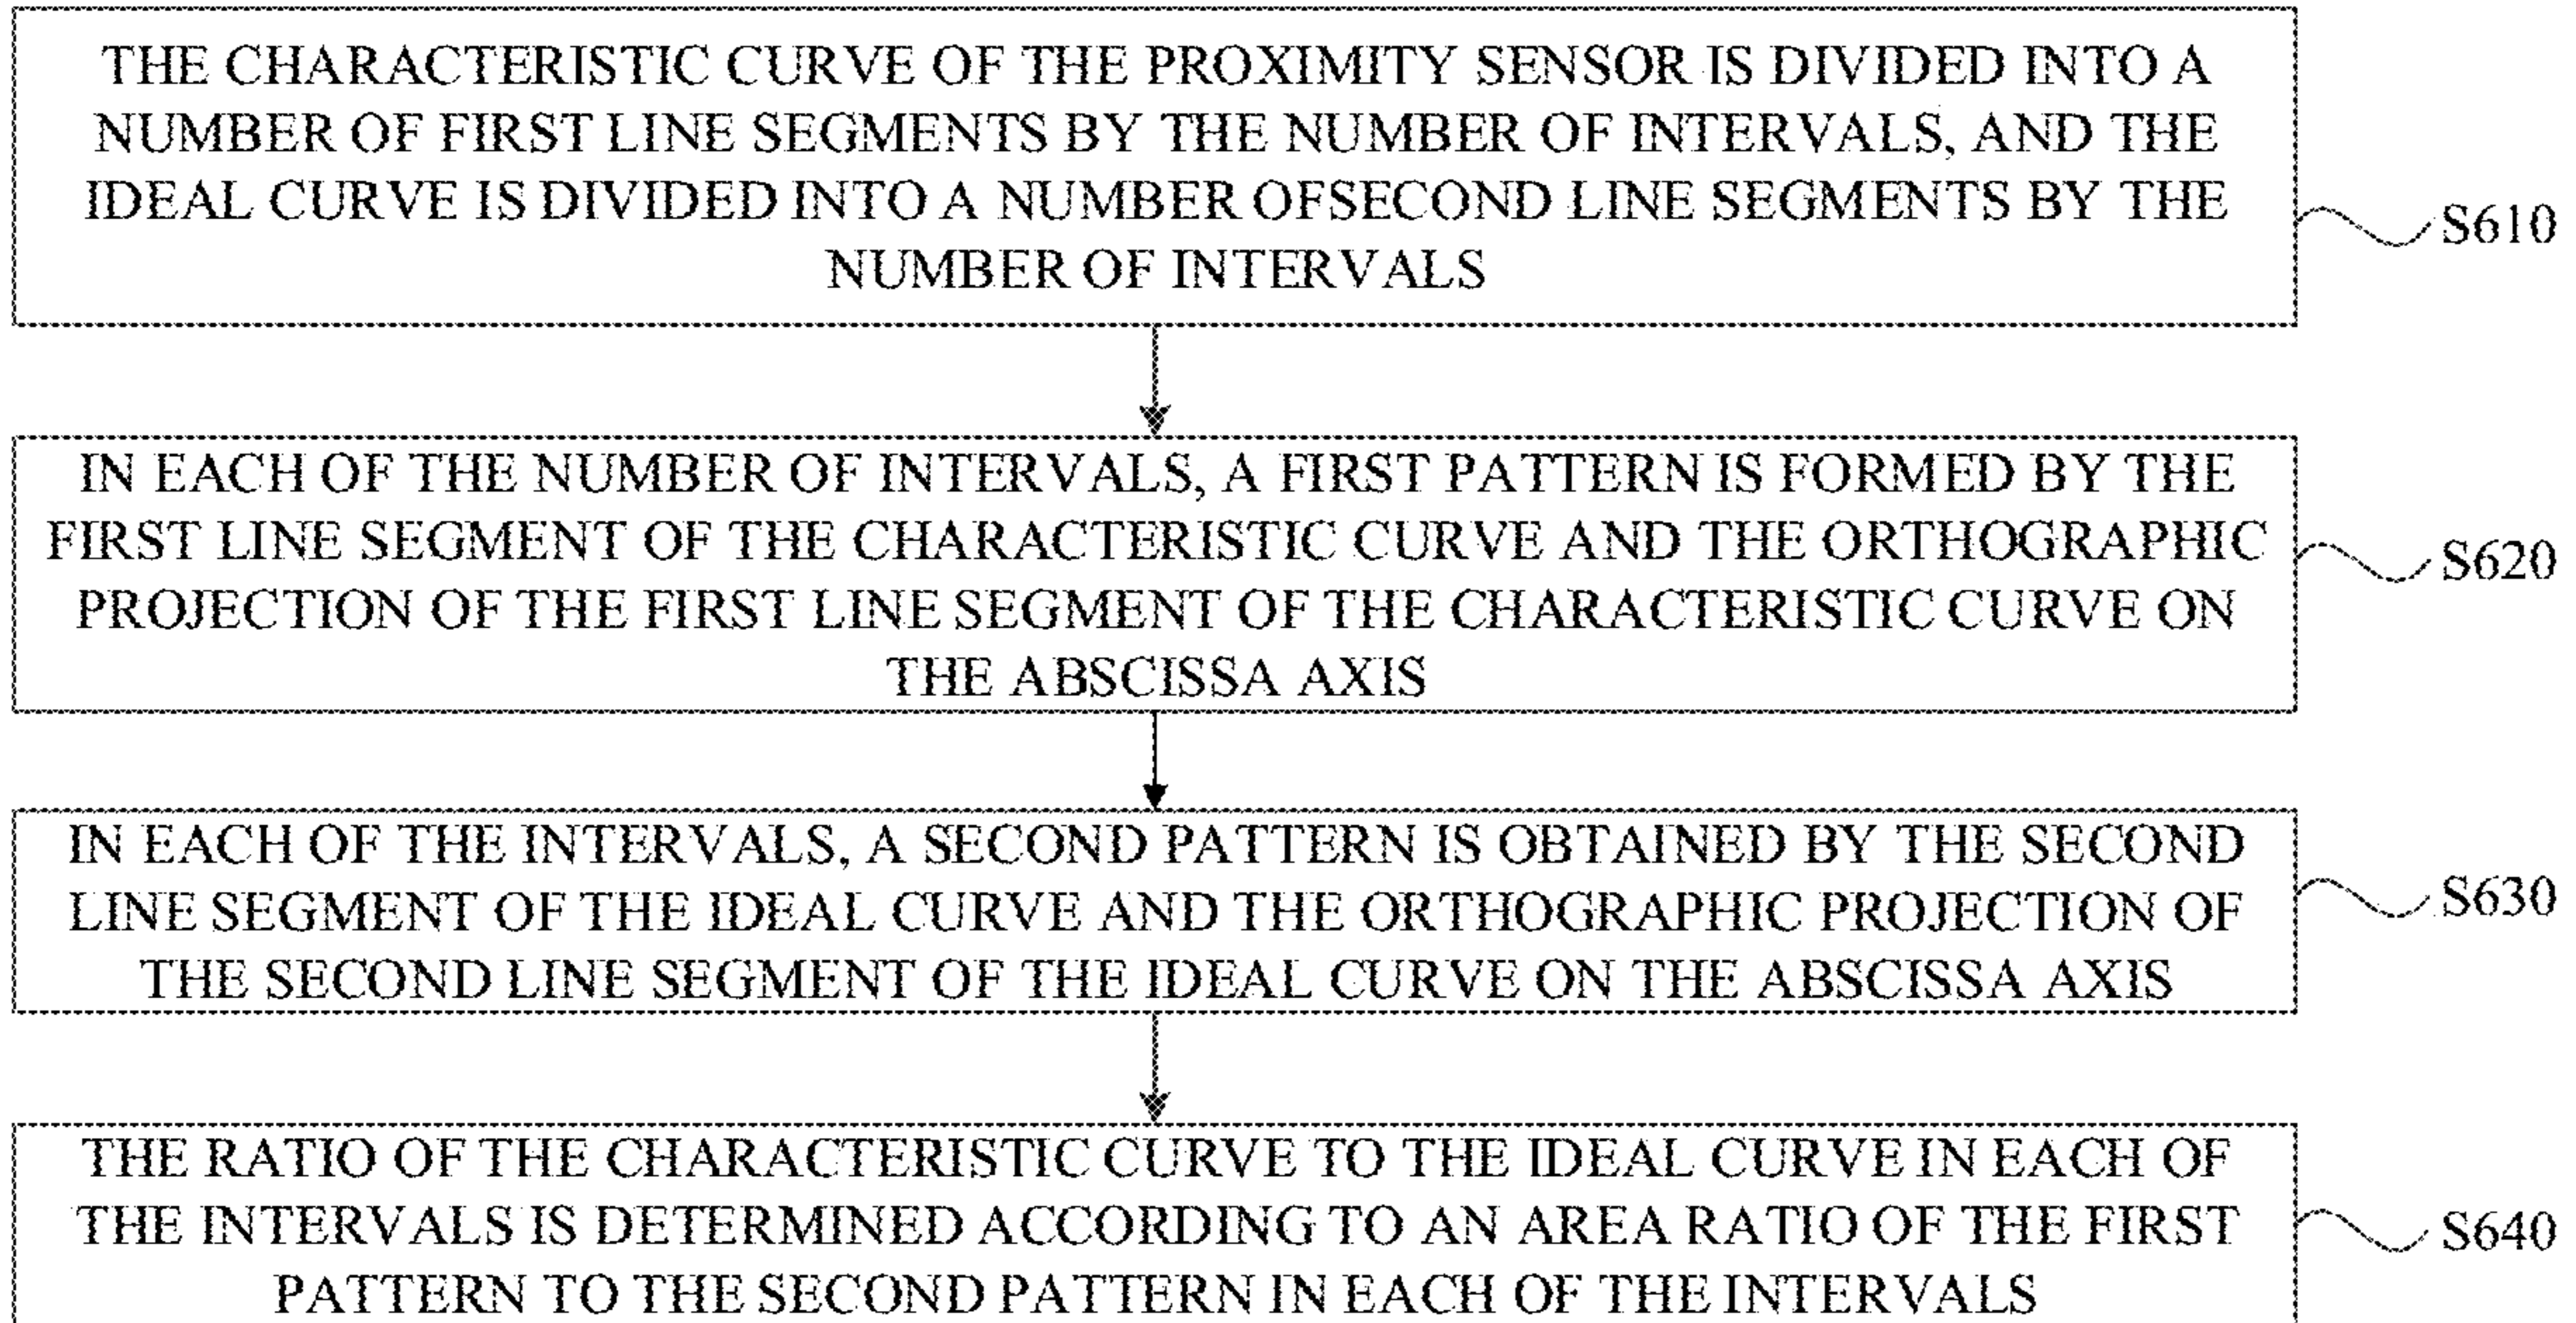 THE CHARACTERISTIC CURVE OF THE PROXIMITY SENSOR IS DIVIDED INTO A
NUMBER OF FIRST LINE SEGMENTS BY THE NUMBER OF INTERVALS, AND THE
IDEAL CURVE IS DIVIDED INTO A NUMBER OFSECOND LINE SEGMENTS BY THE
NUMBER OF INTERVALS
S610
IN EACH OF THE NUMBER OF INTERVALS, A FIRST PATTERN IS FORMED BY THE
FIRST LINE SEGMENT OF THE CHARACTERISTIC CURVE AND THE ORTHOGRAPHIC
PROJECTION OF THE FIRST LINE SEGMENT OF THE CHARACTERISTIC CURVE ON
THE ABSCISSA AXIS
S620
IN EACH OF THE INTERVALS, A SECOND PATTERN IS OBTAINED BY THE SECOND
LINE SEGMENT OF THE IDEAL CURVE AND THE ORTHOGRAPHIC PROJECTION OF
THE SECOND LINE SEGMENT OF THE IDEAL CURVE ON THE ABSCISSA AXIS
S630
THE RATIO OF THE CHARACTERISTIC CURVE TO THE IDEAL CURVE IN EACH OF
THE INTERVALS IS DETERMINED ACCORDING TO AN AREA RATIO OF THE FIRST
PATTERN TO THE SECOND PATTERN IN EACH OF THE INTERVALS
S640